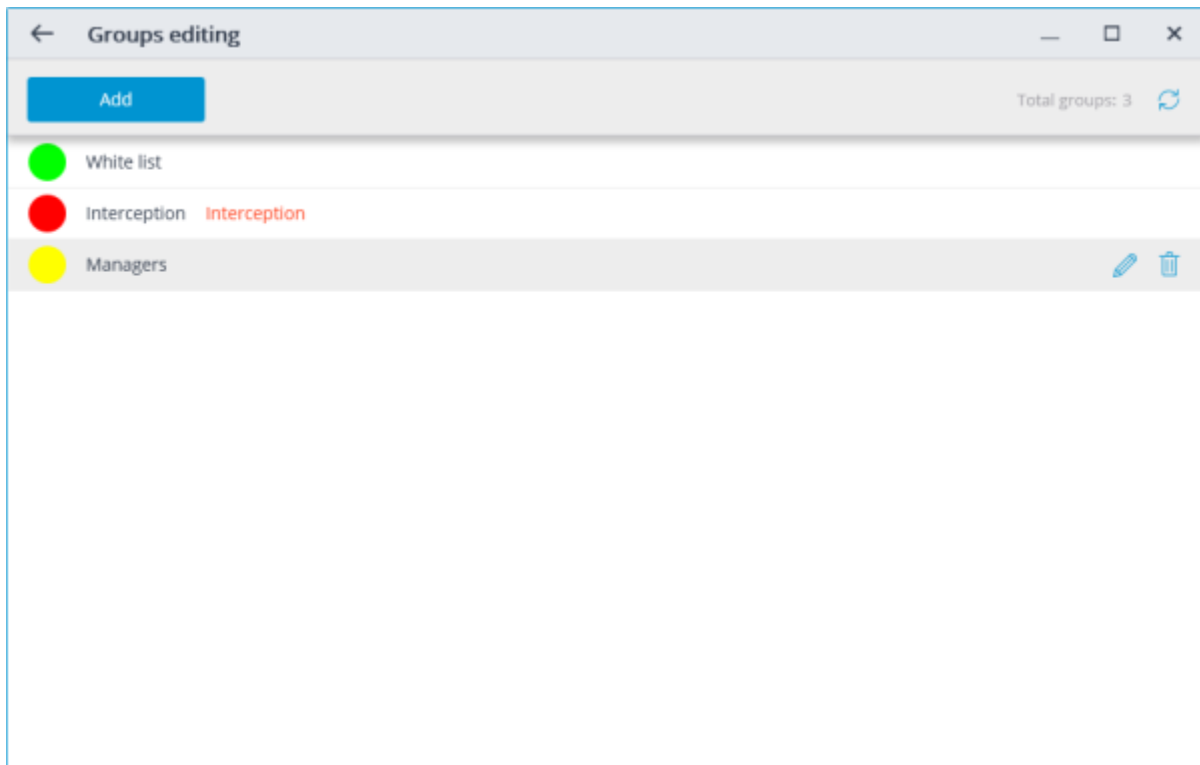 Groups editing
Add
Total groups: 3
White list
Interception Interception
Managers